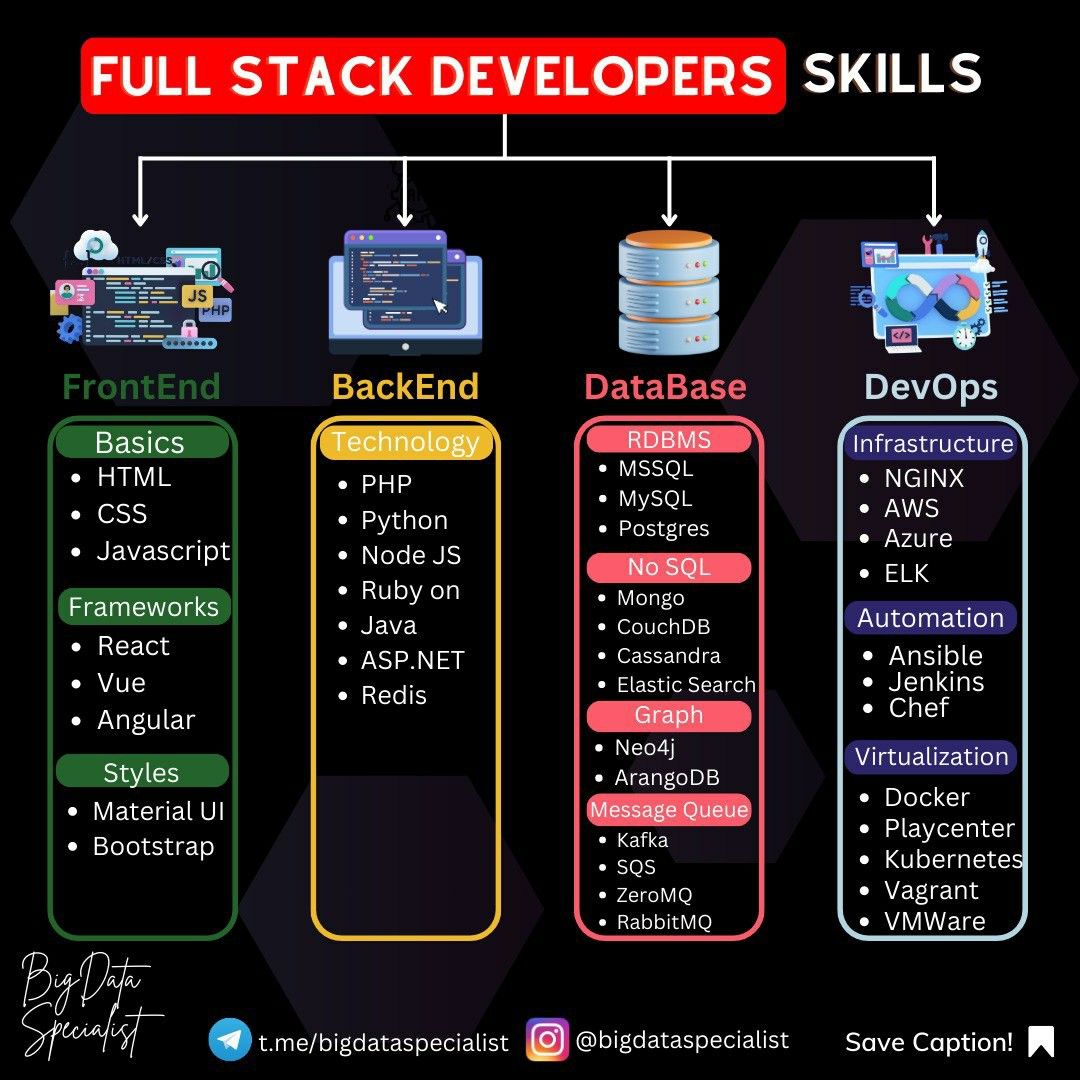 FULL STACK DEVELOPERS SKILLS
HTML/CSS
JS
PHP
FrontEnd
Basics
HTML
CSS
Javascript
Frameworks
React
Vue
Angular
Styles
Material UI
Bootstrap
BackEnd
Technology
PHP
Python
Node JS
Ruby on
Java
ASP.NET
Redis
DataBase
RDBMS
MSSQL
MySQL
Postgres
No SQL
Mongo
CouchDB
Cassandra
Elastic Search
Graph
Neo4j
ArangoDB
Message Queue
Kafka
SQS
ZeroMQ
RabbitMQ
DevOps
Infrastructure
NGINX
AWS
Azure
ELK
Automation
Ansible
Jenkins
Chef
Virtualization
Docker
Playcenter
Kubernetes
Vagrant
VMWare
Big Data
Specialist
t.me/bigdataspecialist
@bigdataspecialist
Save Caption!